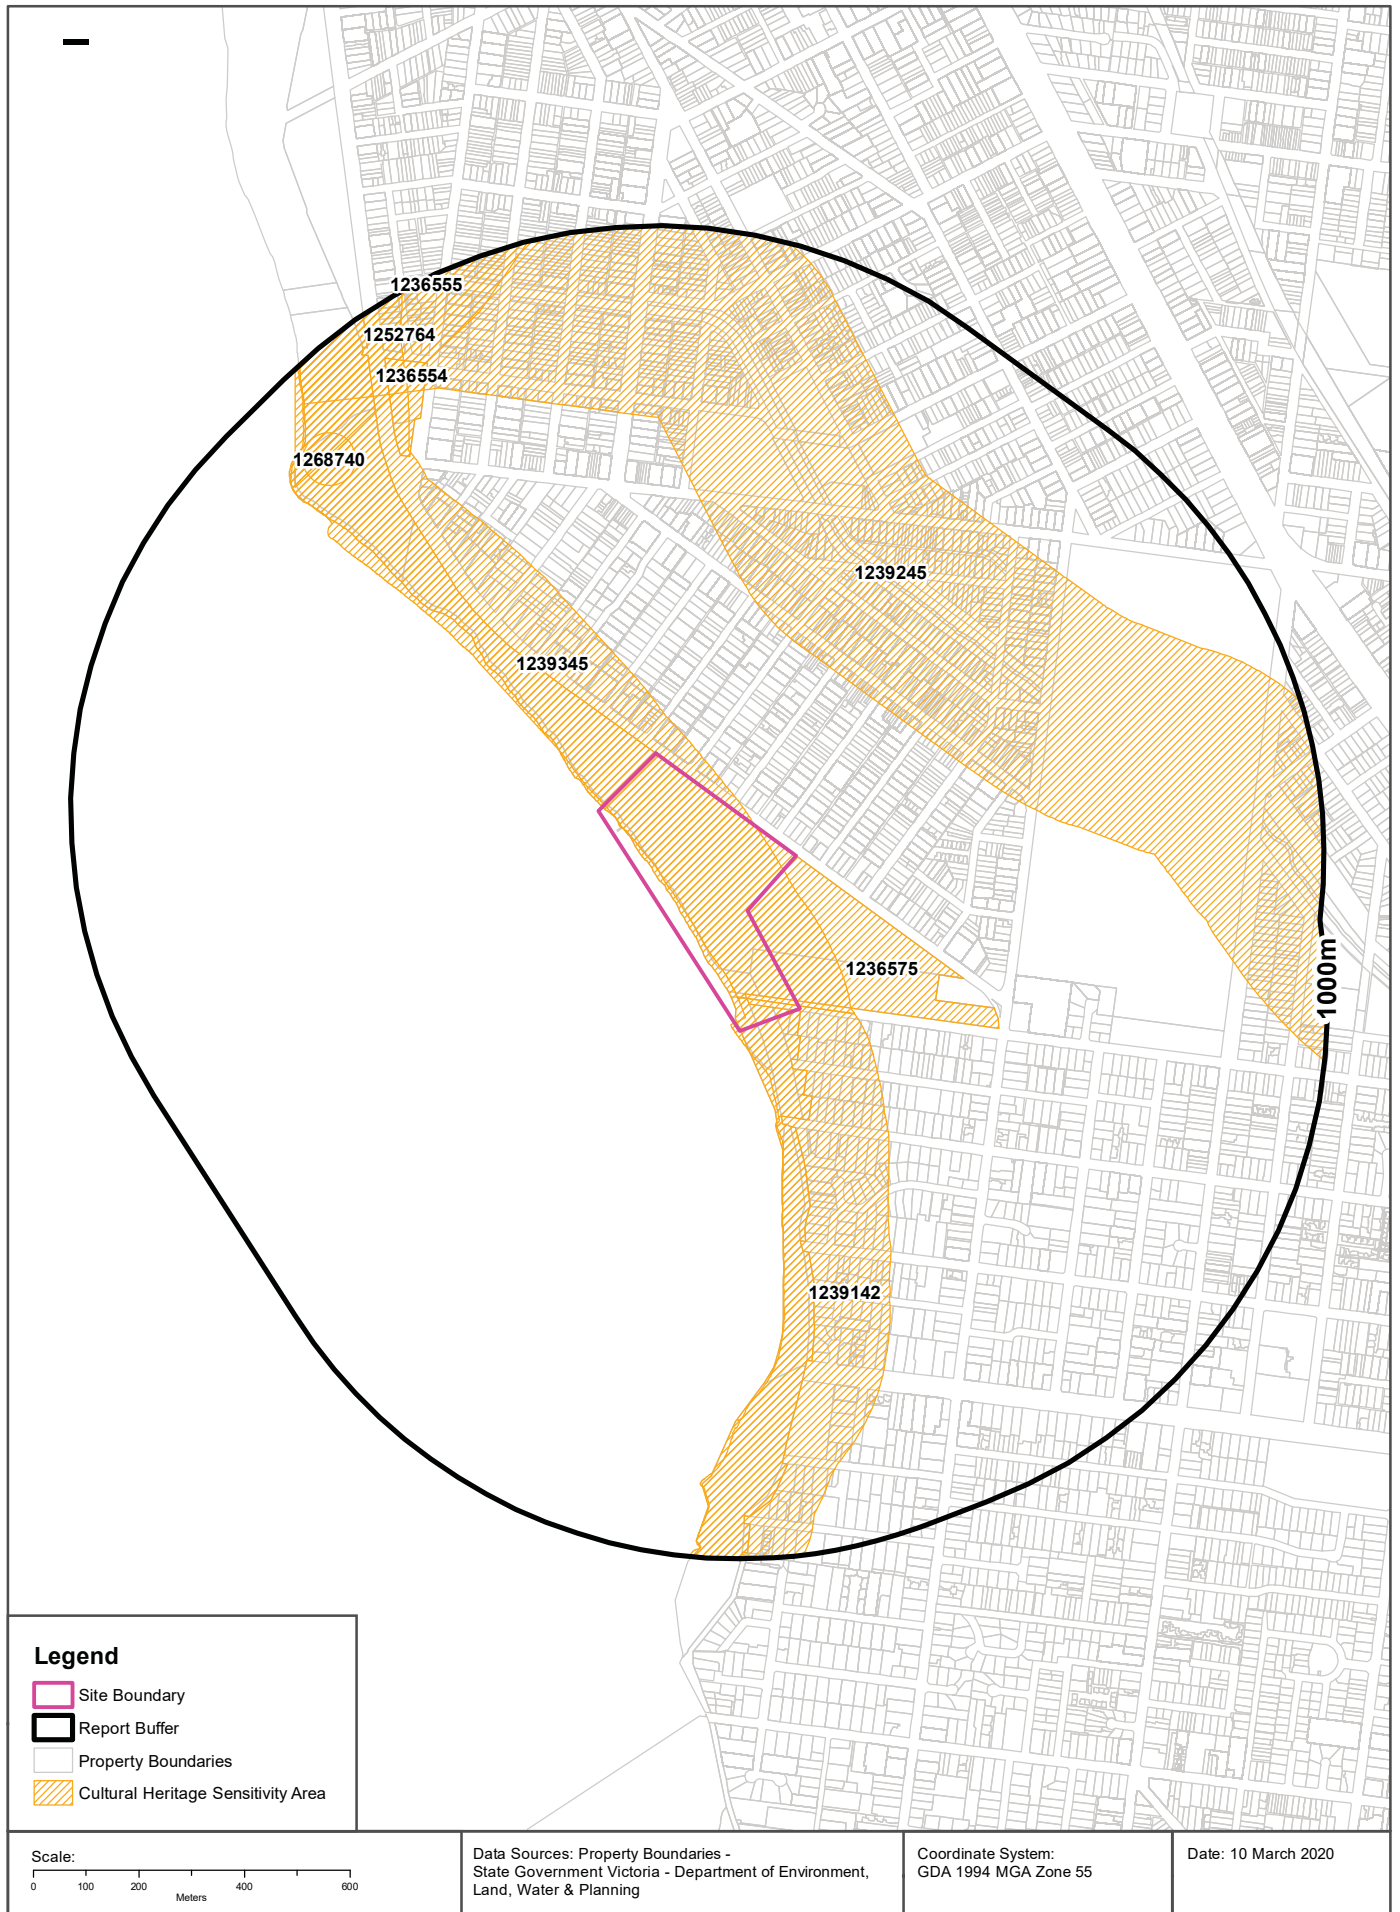 1236555
1252764
1236554
1268740
1239245
1239345
1236575
1000m
1239142
Legend
Site Boundary
Report Buffer
Property Boundaries
Cultural Heritage Sensitivity Area
Scale:
0 100 200 400 600
Meters
Data Sources: Property Boundaries -
State Government Victoria - Department of Environment,
Land, Water & Planning
Coordinate System:
GDA 1994 MGA Zone 55
Date: 10 March 2020